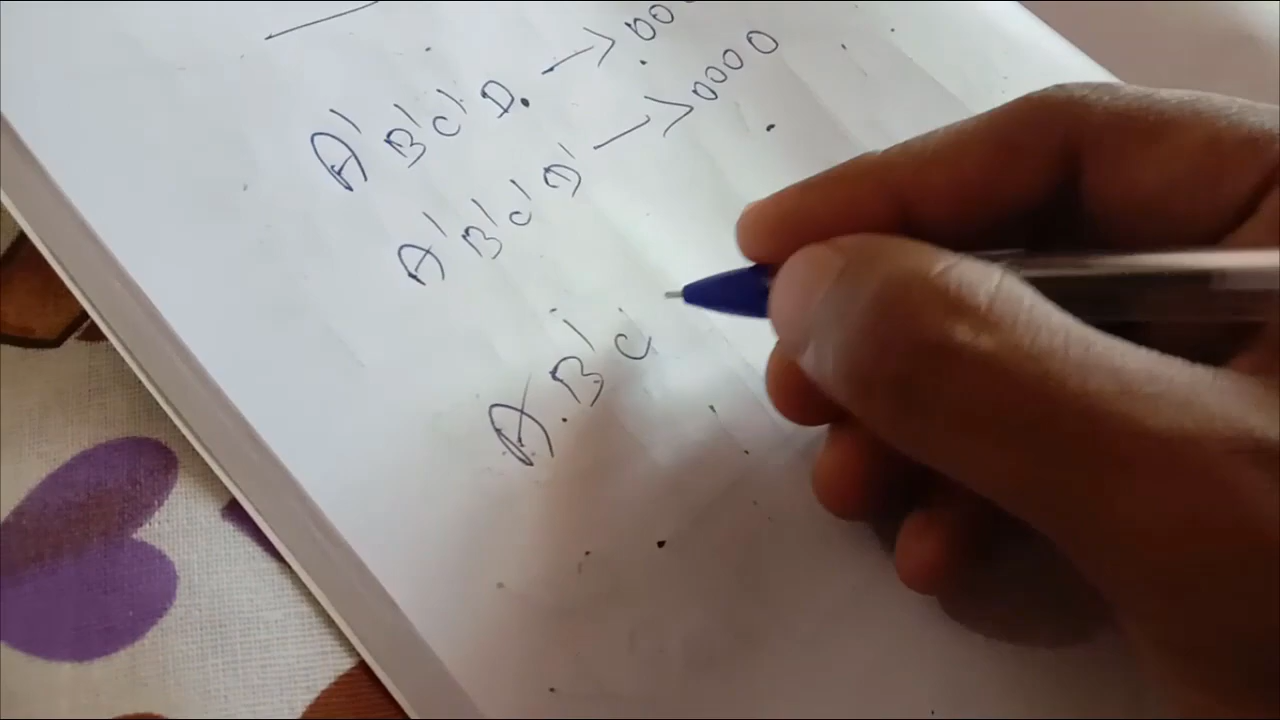 A' B' C' D. → 00
A' B' C' D' → 0000
A. B' C